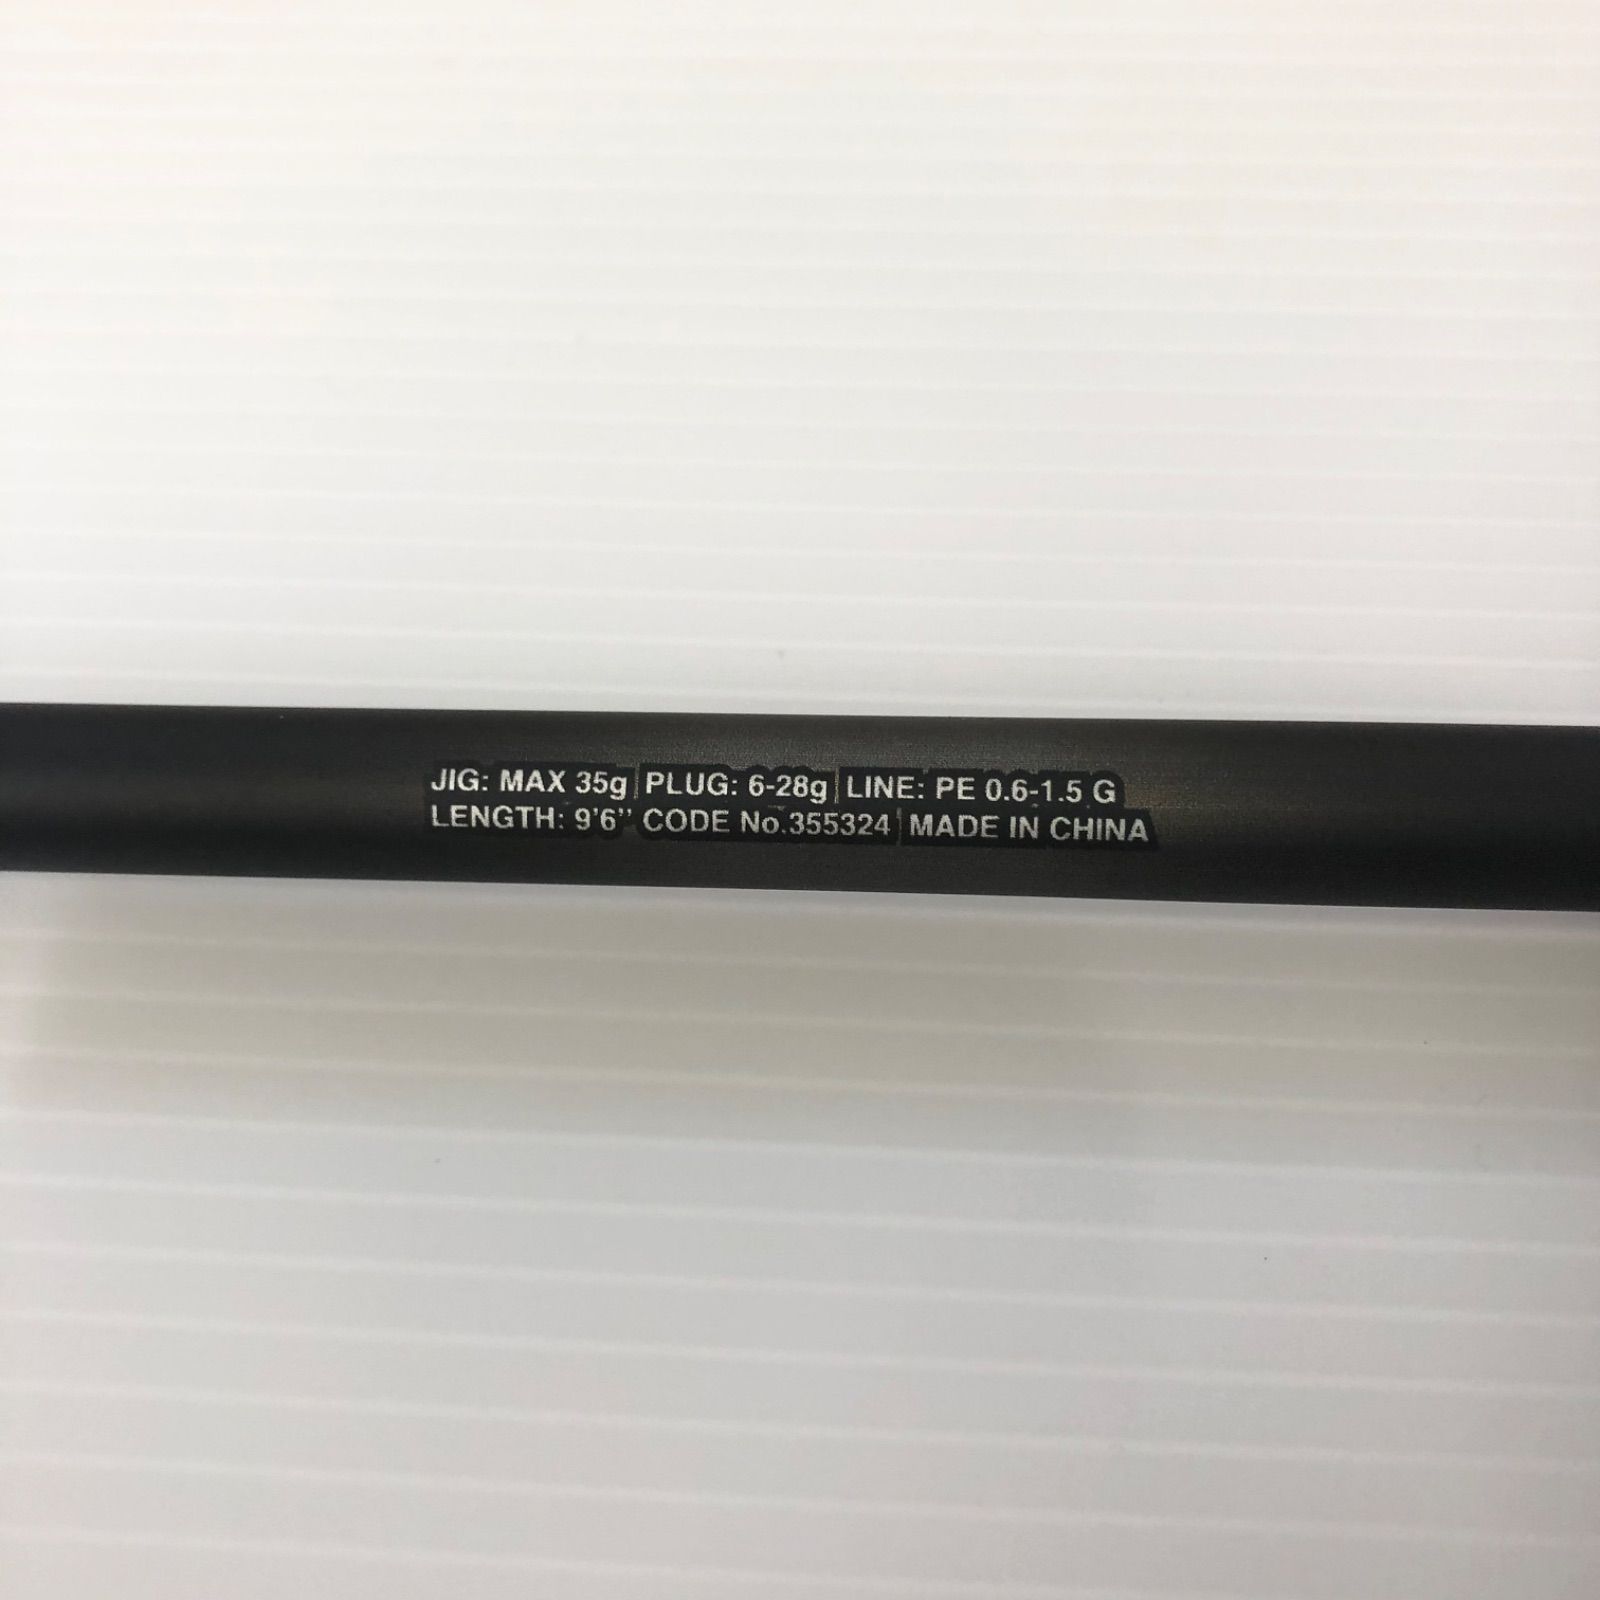 JIG: MAX 35g | PLUG: 6-28g | LINE: PE 0.6-1.5 G
LENGTH: 9'6" CODE No.355324 | MADE IN CHINA